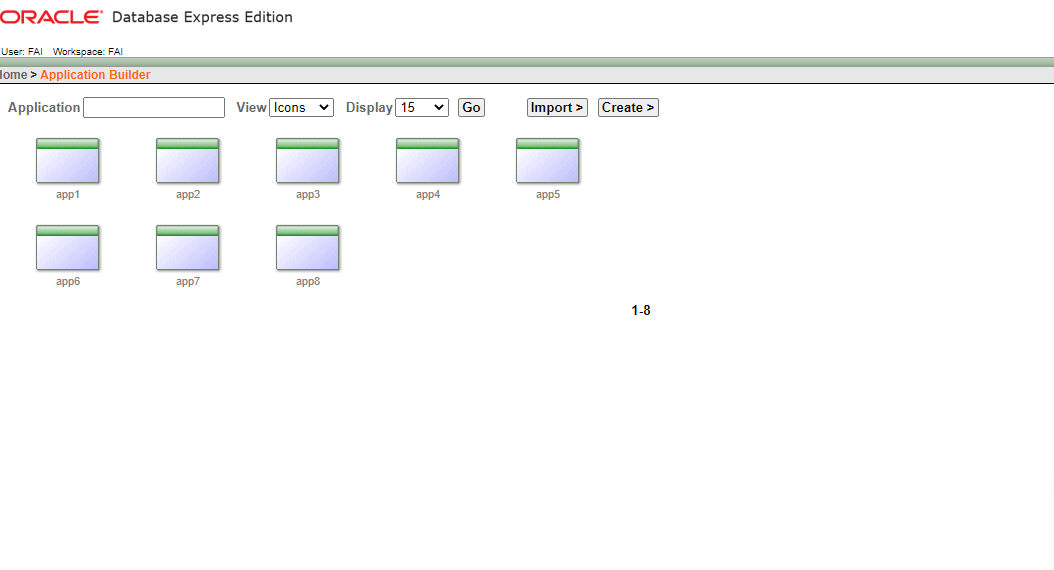 ORACLE Database Express Edition
User: FAI Workspace: FAI
Home > Application Builder
Application View Icons Display 15 Go Import > Create >
app1 app2 app3 app4 app5
app6 app7 app8
1-8